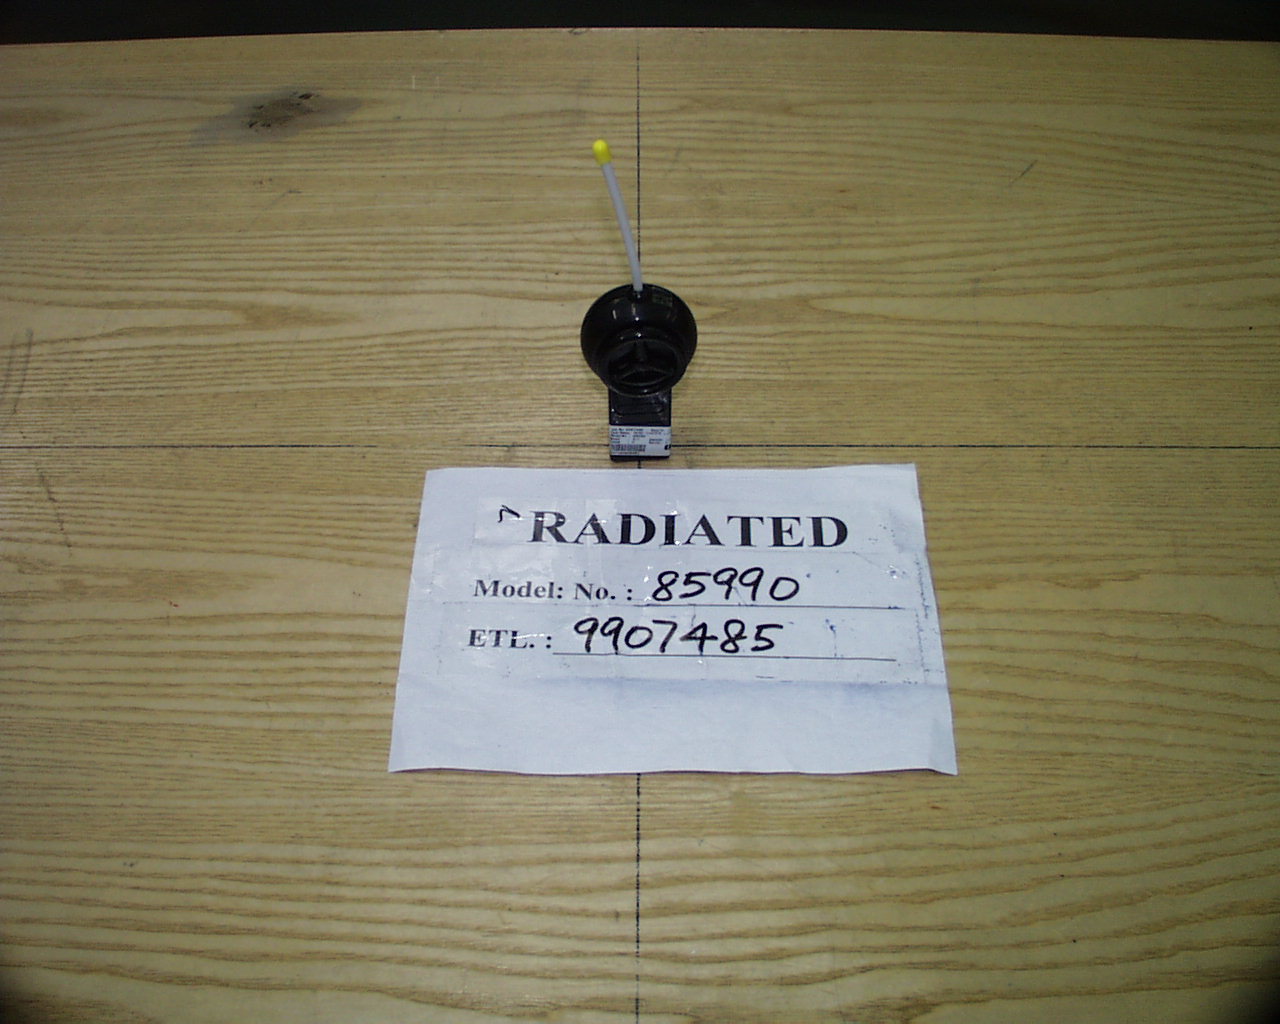 RADIATED
Model: No. : 85990
ETL. : 9907485